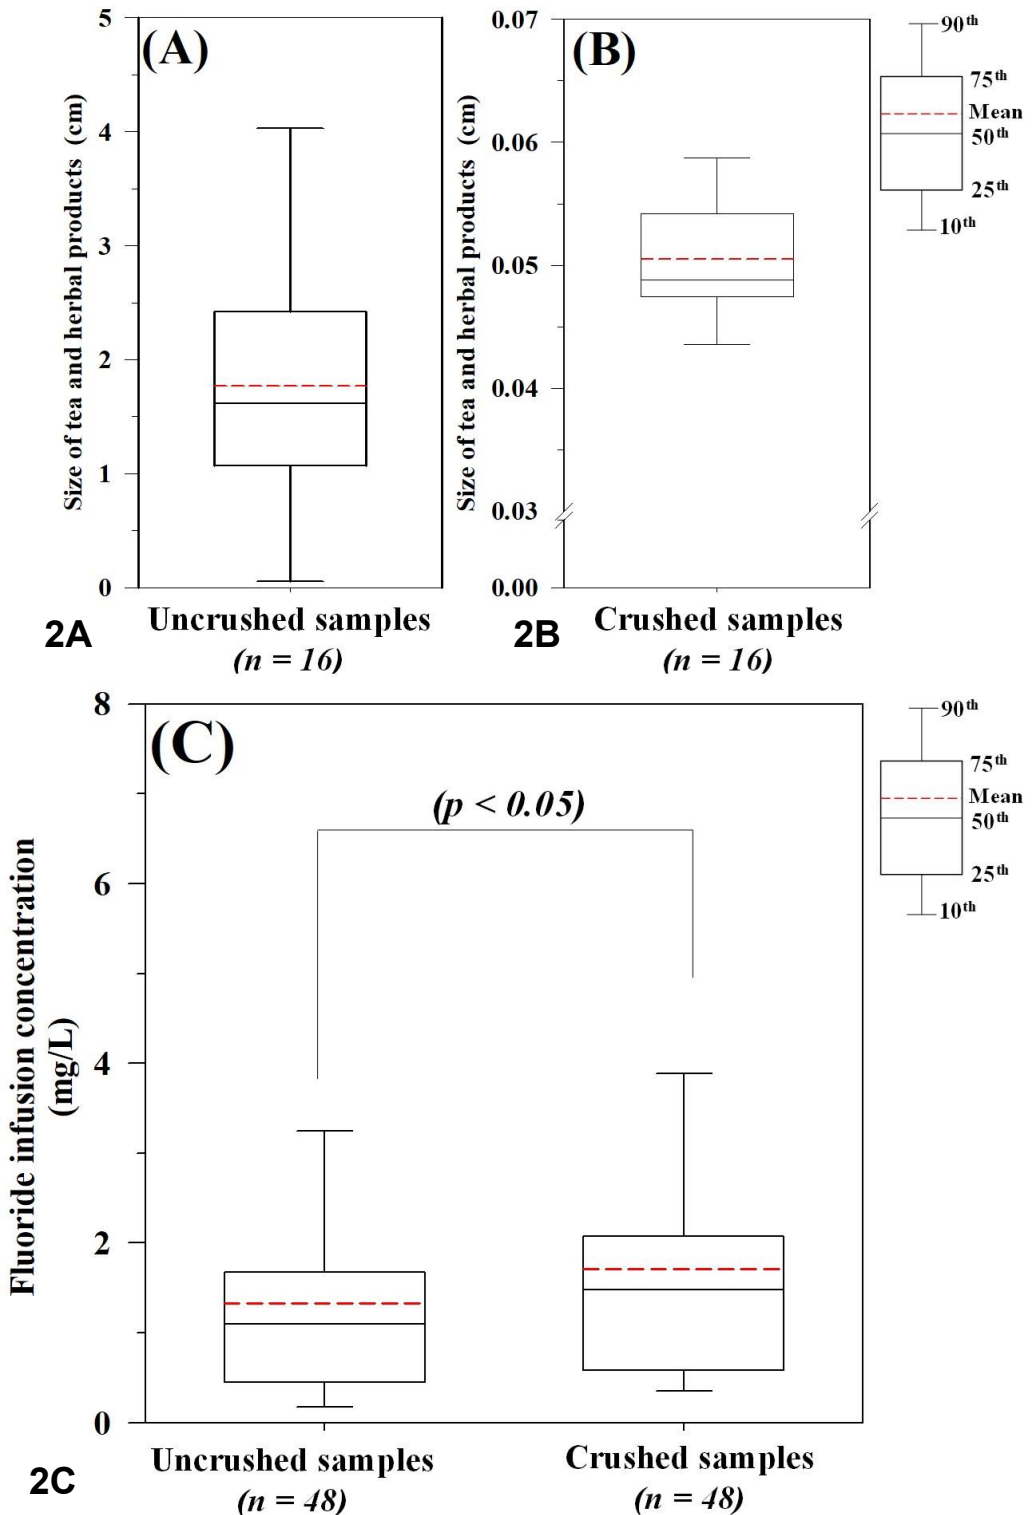 (A)
Size of tea and herbal products (cm)
5
4
3
2
1
0
Uncrushed samples
(n = 16)
2A
(B)
Size of tea and herbal products (cm)
0.07
0.06
0.05
0.04
0.03
0.00
Crushed samples
(n = 16)
2B
90th
75th
Mean
50th
25th
10th
(C)
Fluoride infusion concentration
(mg/L)
8
6
4
2
0
(p < 0.05)
Uncrushed samples
(n = 48)
Crushed samples
(n = 48)
2C
90th
75th
Mean
50th
25th
10th